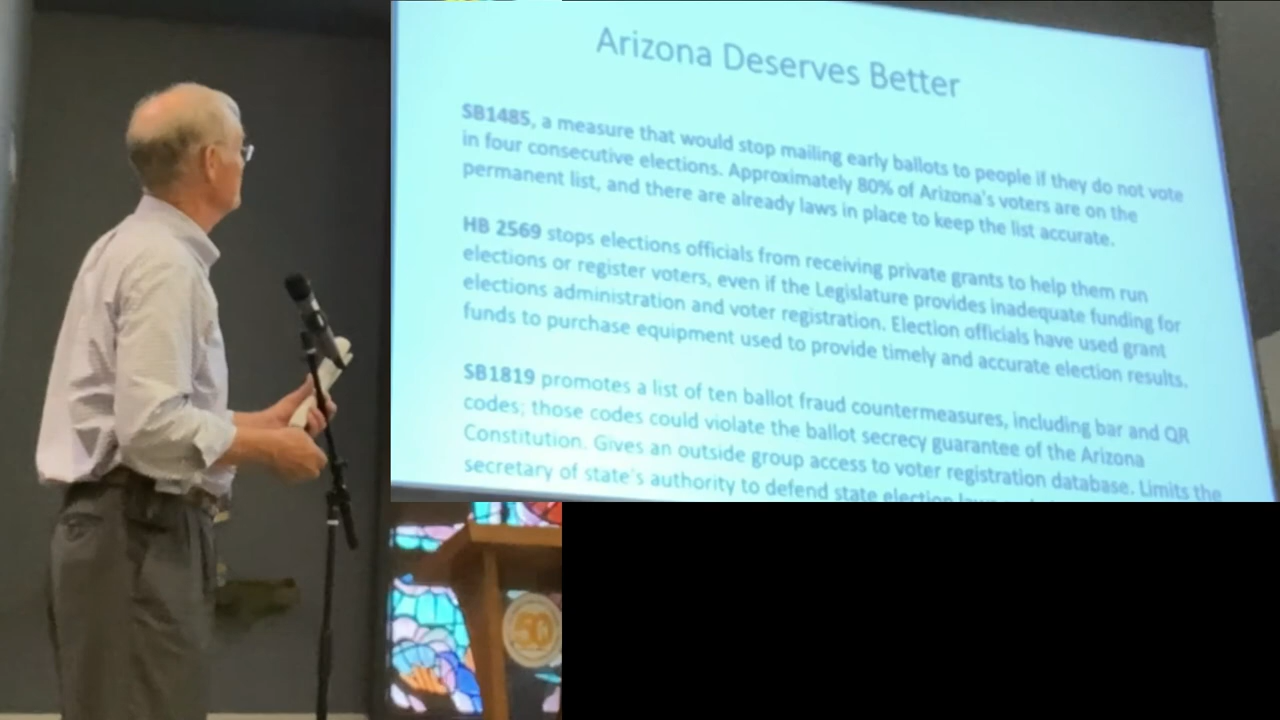 Arizona Deserves Better
SB1485, a measure that would stop mailing early ballots to people if they do not vote
in four consecutive elections. Approximately 80% of Arizona's voters are on the
permanent list, and there are already laws in place to keep the list accurate.
HB 2569 stops elections officials from receiving private grants to help them run
elections or register voters, even if the Legislature provides inadequate funding for
elections administration and voter registration. Election officials have used grant
funds to purchase equipment used to provide timely and accurate election results.
SB1819 promotes a list of ten ballot fraud countermeasures, including bar and QR
codes; those codes could violate the ballot secrecy guarantee of the Arizona
Constitution. Gives an outside group access to voter registration database. Limits the
secretary of state's authority to defend state election
50